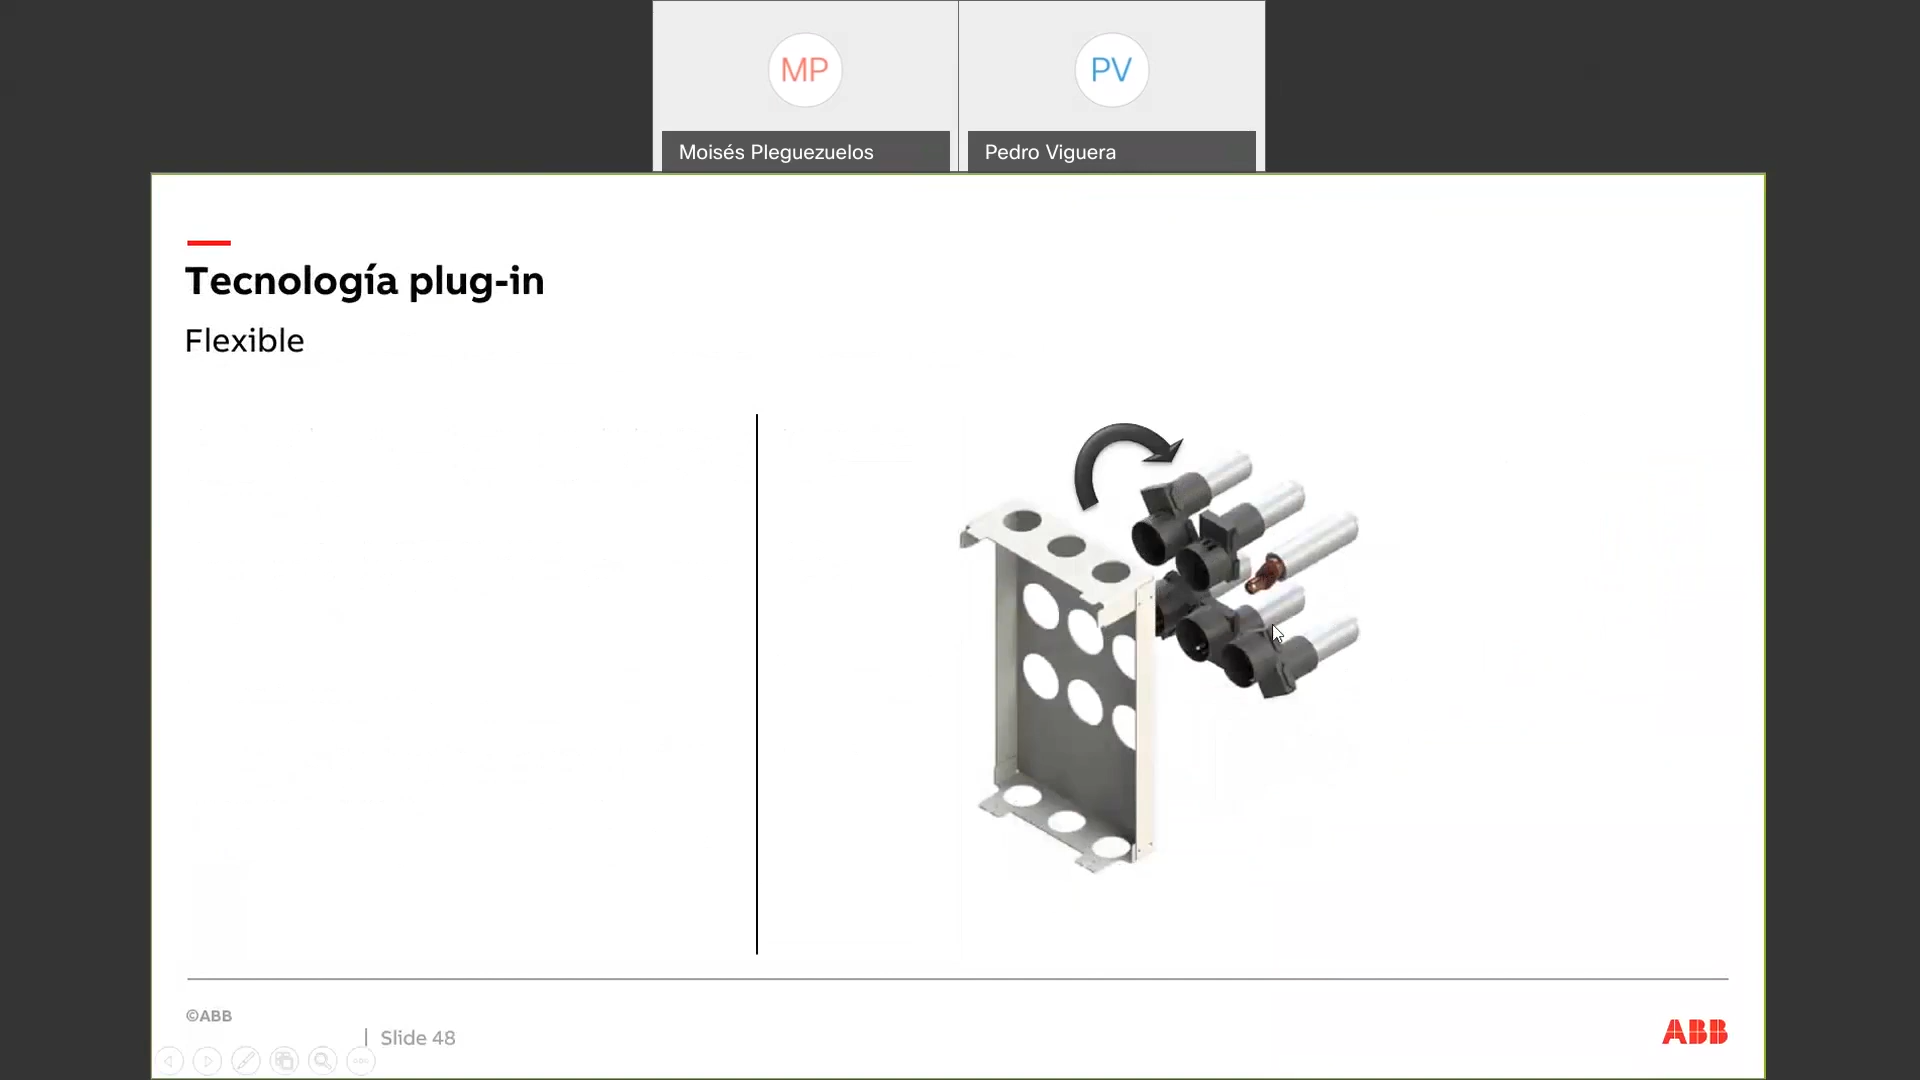 MP
PV
Moisés Pleguezuelos
Pedro Viguera
Tecnología plug-in
Flexible
©ABB
| Slide 48
ABB